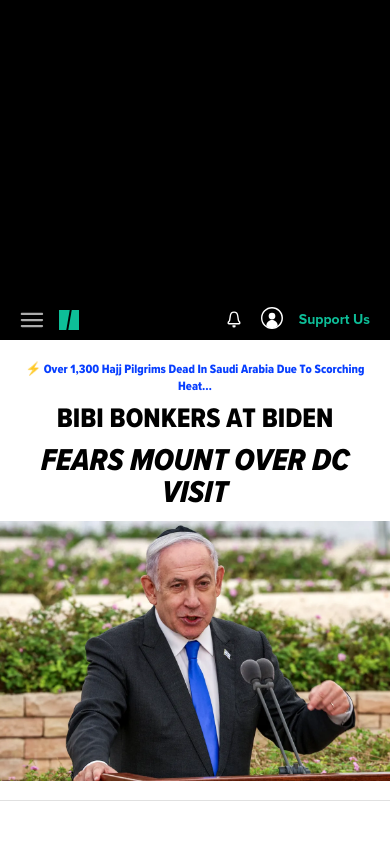 Support Us
⚡ Over 1,300 Hajj Pilgrims Dead In Saudi Arabia Due To Scorching
Heat...
BIBI BONKERS AT BIDEN
FEARS MOUNT OVER DC
VISIT